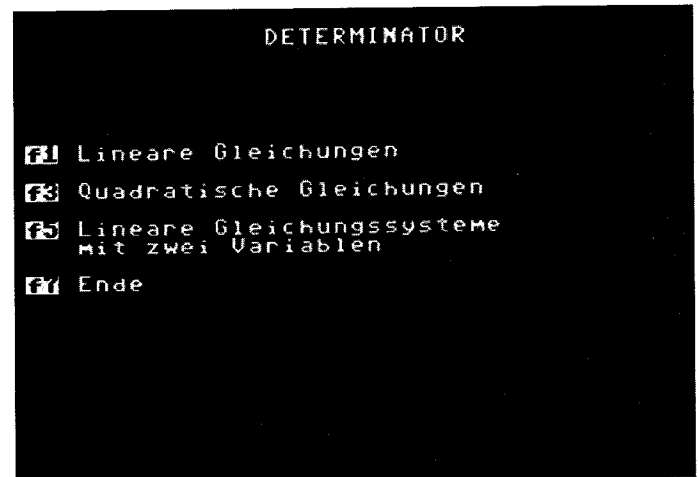 DETERMINATOR
f1 Lineare Gleichungen
f3 Quadratische Gleichungen
f5 Lineare Gleichungssysteme
mit zwei Variablen
f7 Ende